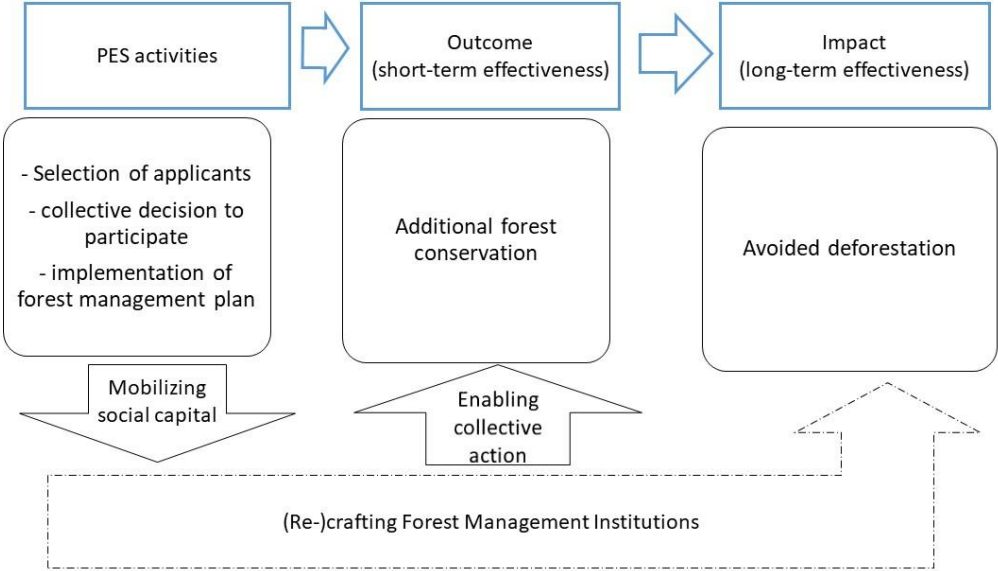 PES activities
Outcome
(short-term effectiveness)
Impact
(long-term effectiveness)
- Selection of applicants
- collective decision to
participate
- implementation of
forest management plan
Additional forest
conservation
Avoided deforestation
Mobilizing
social capital
Enabling
collective
action
(Re-)crafting Forest Management Institutions